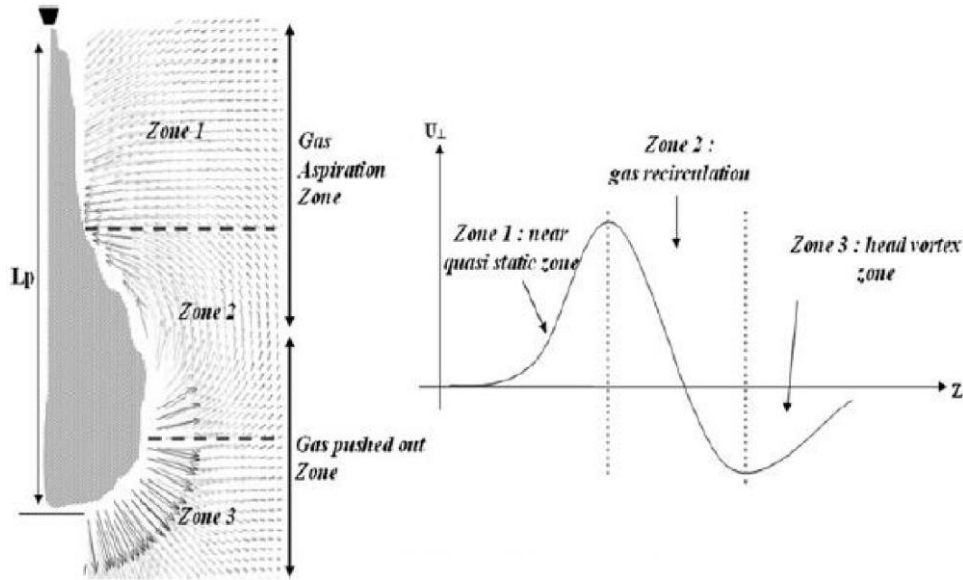 Zone 1
Gas
Aspiration
Zone
Lp
Zone 2
Gas pushed out
Zone
Zone 3
U⊥
Zone 2 :
gas recirculation
Zone 1 : near
quasi static zone
Zone 3 : head vortex
zone
Z